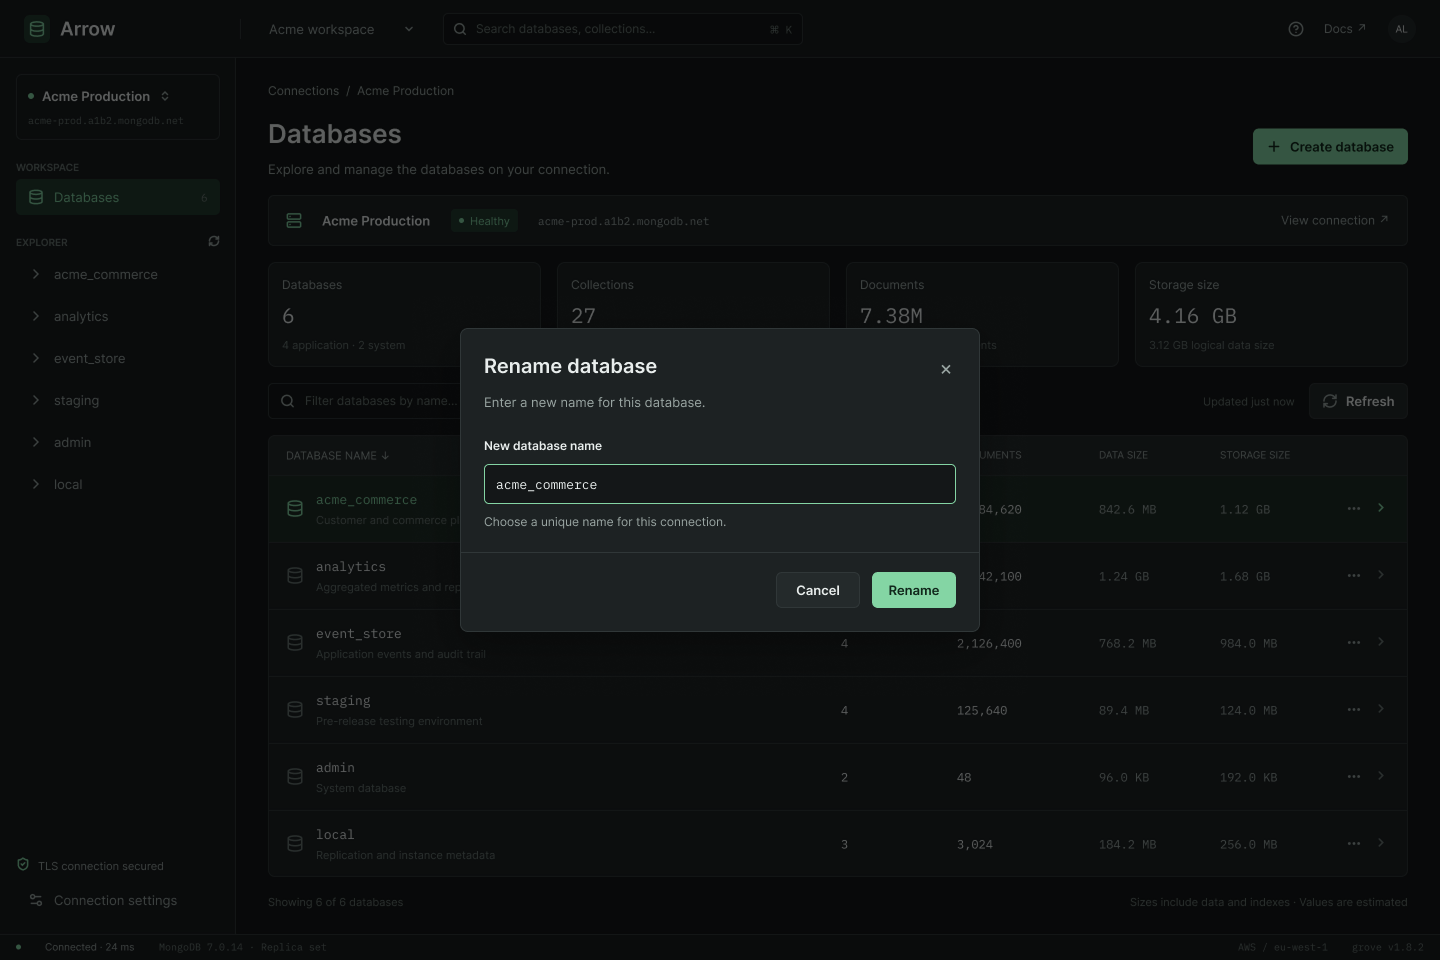 Arrow
Acme workspace
Search databases, collections...
⌘ K
Docs ↗
AL
Acme Production
acme-prod.a1b2.mongodb.net
WORKSPACE
Databases 6
EXPLORER
acme_commerce
analytics
event_store
staging
admin
local
TLS connection secured
Connection settings
Connections / Acme Production
Databases
Explore and manage the databases on your connection.
+ Create database
Acme Production Healthy acme-prod.a1b2.mongodb.net View connection ↗
Databases
6
4 application · 2 system
Collections
27
Documents
7.38M
Storage size
4.16 GB
3.12 GB logical data size
Filter databases by name...
Updated just now
Refresh
Rename database
×
Enter a new name for this database.
New database name
acme_commerce
Choose a unique name for this connection.
Cancel
Rename
DATABASE NAME ↓ DATA SIZE STORAGE SIZE
acme_commerce 842.6 MB 1.12 GB
Customer and commerce
analytics 1.24 GB 1.68 GB
Aggregated metrics and
event_store 4 2,126,400 768.2 MB 984.0 MB
Application events and audit trail
staging 4 125,640 89.4 MB 124.0 MB
Pre-release testing environment
admin 2 48 96.0 KB 192.0 KB
System database
local 3 3,024 184.2 MB 256.0 MB
Replication and instance metadata
Showing 6 of 6 databases
Sizes include data and indexes · Values are estimated
Connected · 24 ms MongoDB 7.0.14 · Replica set
AWS / eu-west-1 grove v1.8.2